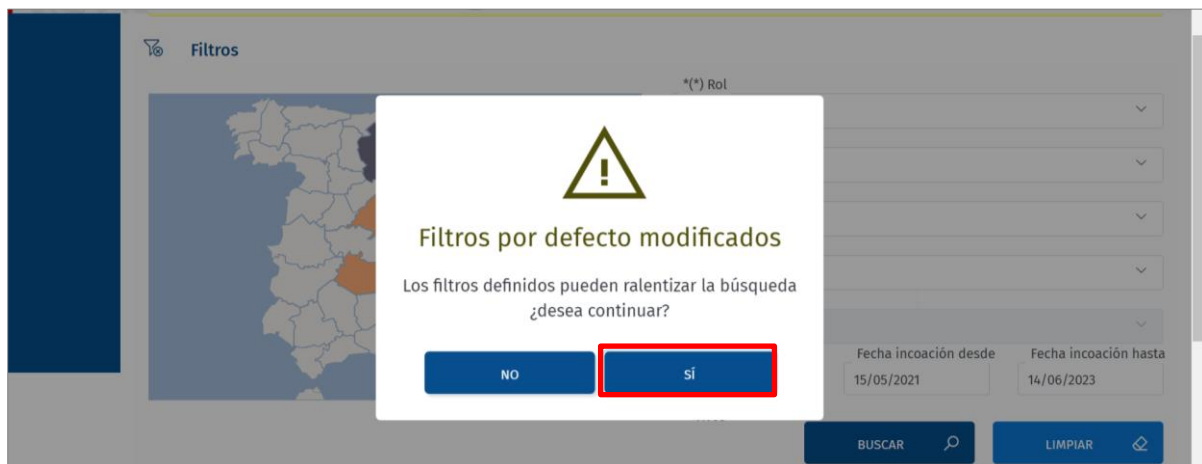 Filtros
*(*) Rol
Filtros por defecto modificados
Los filtros definidos pueden ralentizar la búsqueda
¿desea continuar?
NO
SÍ
Fecha incoación desde
Fecha incoación hasta
15/05/2021
14/06/2023
BUSCAR
LIMPIAR